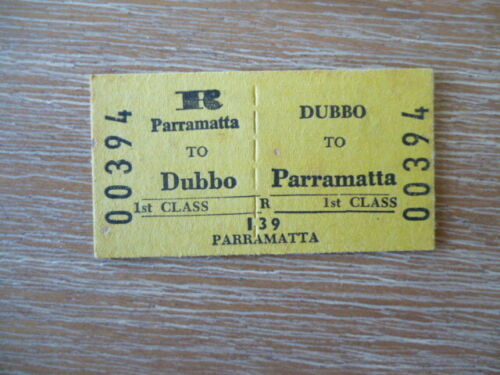 00394
R
Parramatta
TO
Dubbo
1st CLASS
DUBBO
TO
Parramatta
R
1st CLASS
139
PARRAMATTA
00394